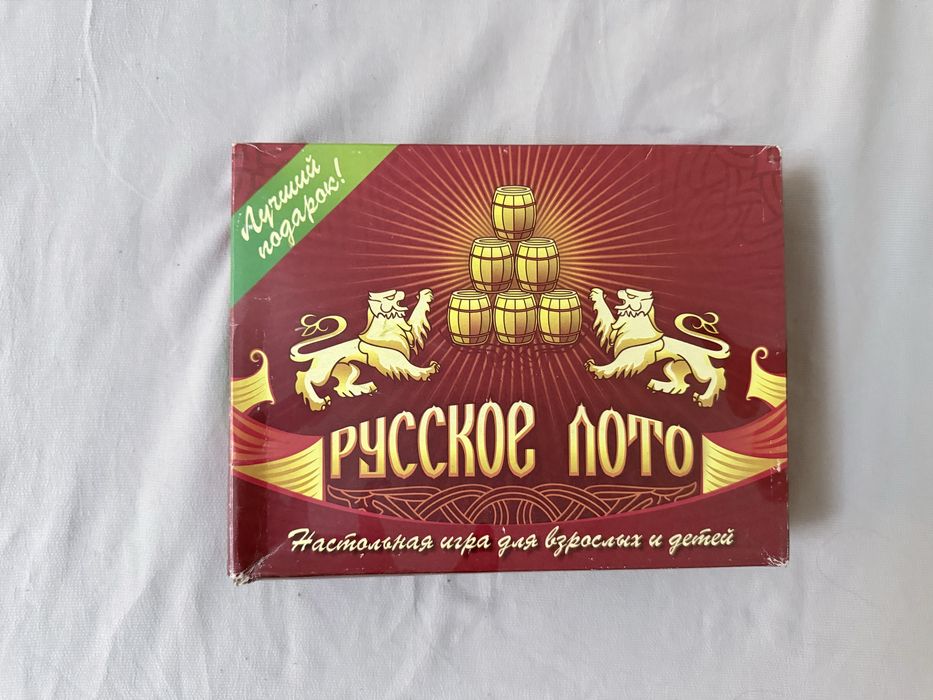 Лучший
подарок!
РУССКОЕ ЛОТО
Настольная игра для взрослых и детей